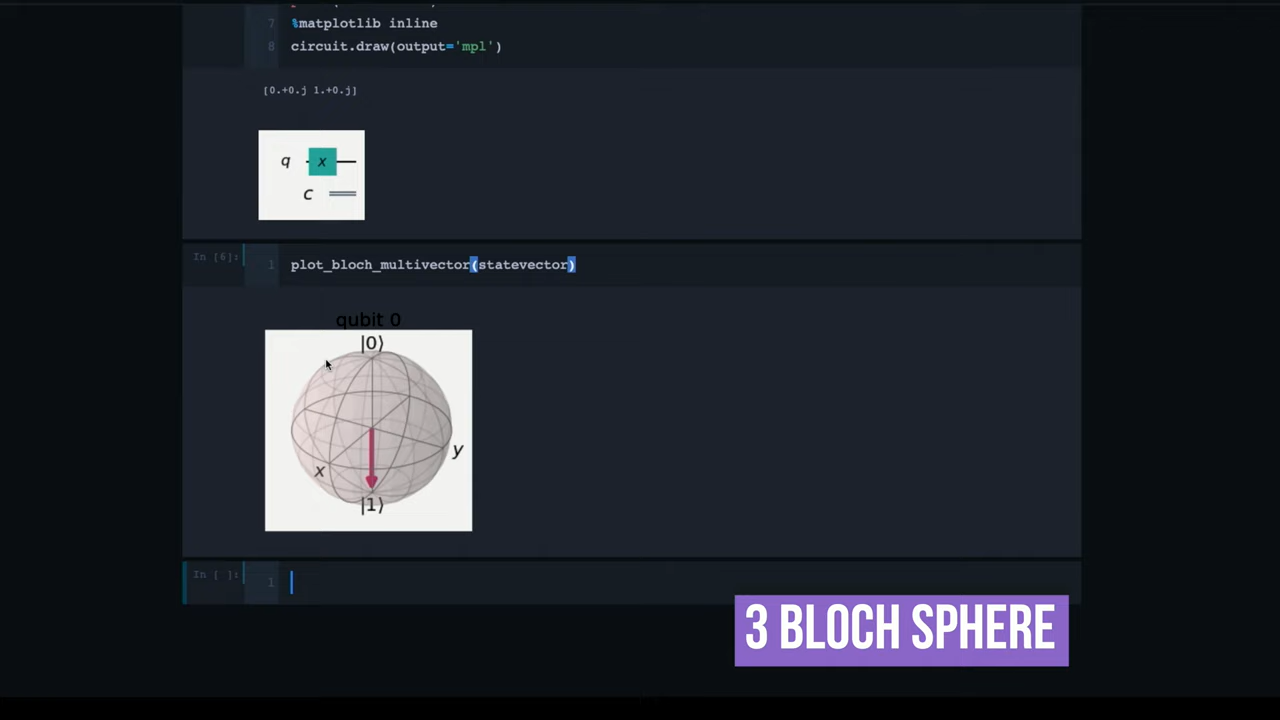 7 %matplotlib inline
8 circuit.draw(output='mpl')
[0.+0.j 1.+0.j]
q x
c
In [6]: 1 plot_bloch_multivector(statevector)
qubit 0
|0⟩
x y
|1⟩
In [ ]: 1
3 BLOCH SPHERE